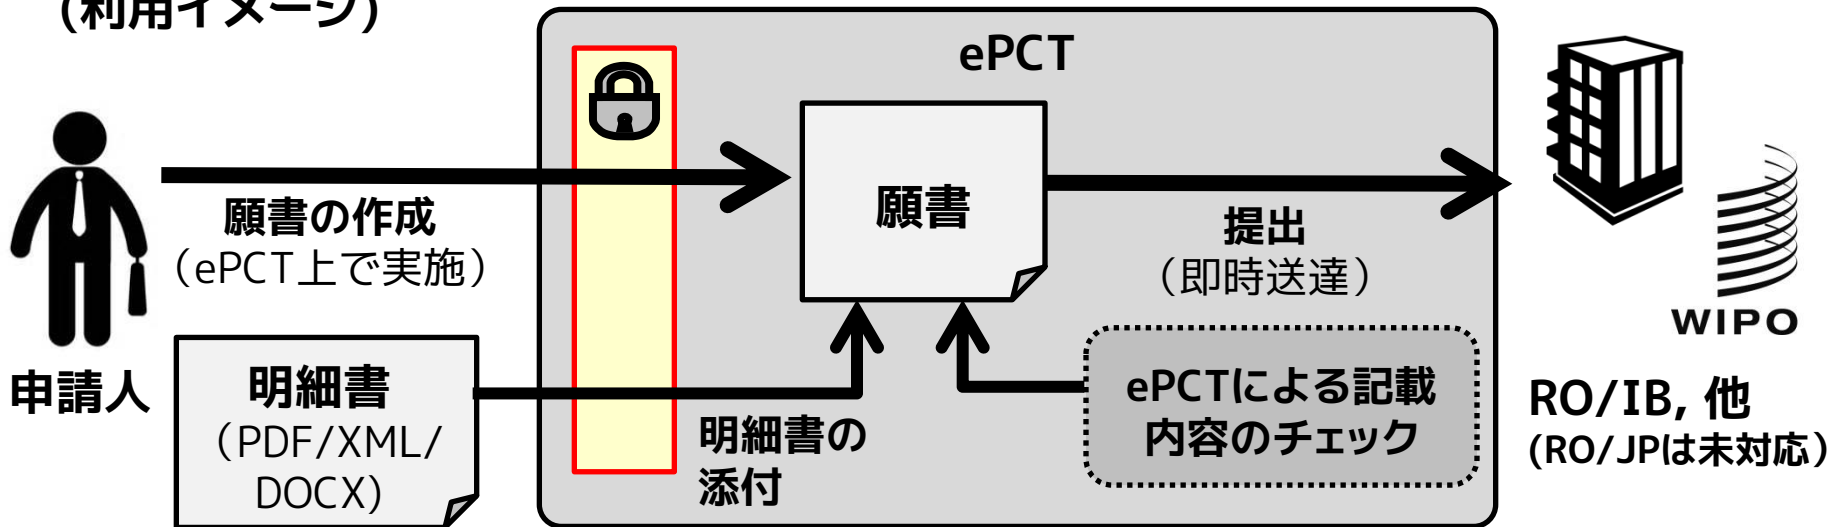 (利用イメージ)
ePCT
願書の作成
（ePCT上で実施）
願書
提出
（即時送達）
WIPO
申請人
明細書
（PDF/XML/
DOCX)
明細書の
添付
ePCTによる記載
内容のチェック
RO/IB, 他
(RO/JPは未対応)